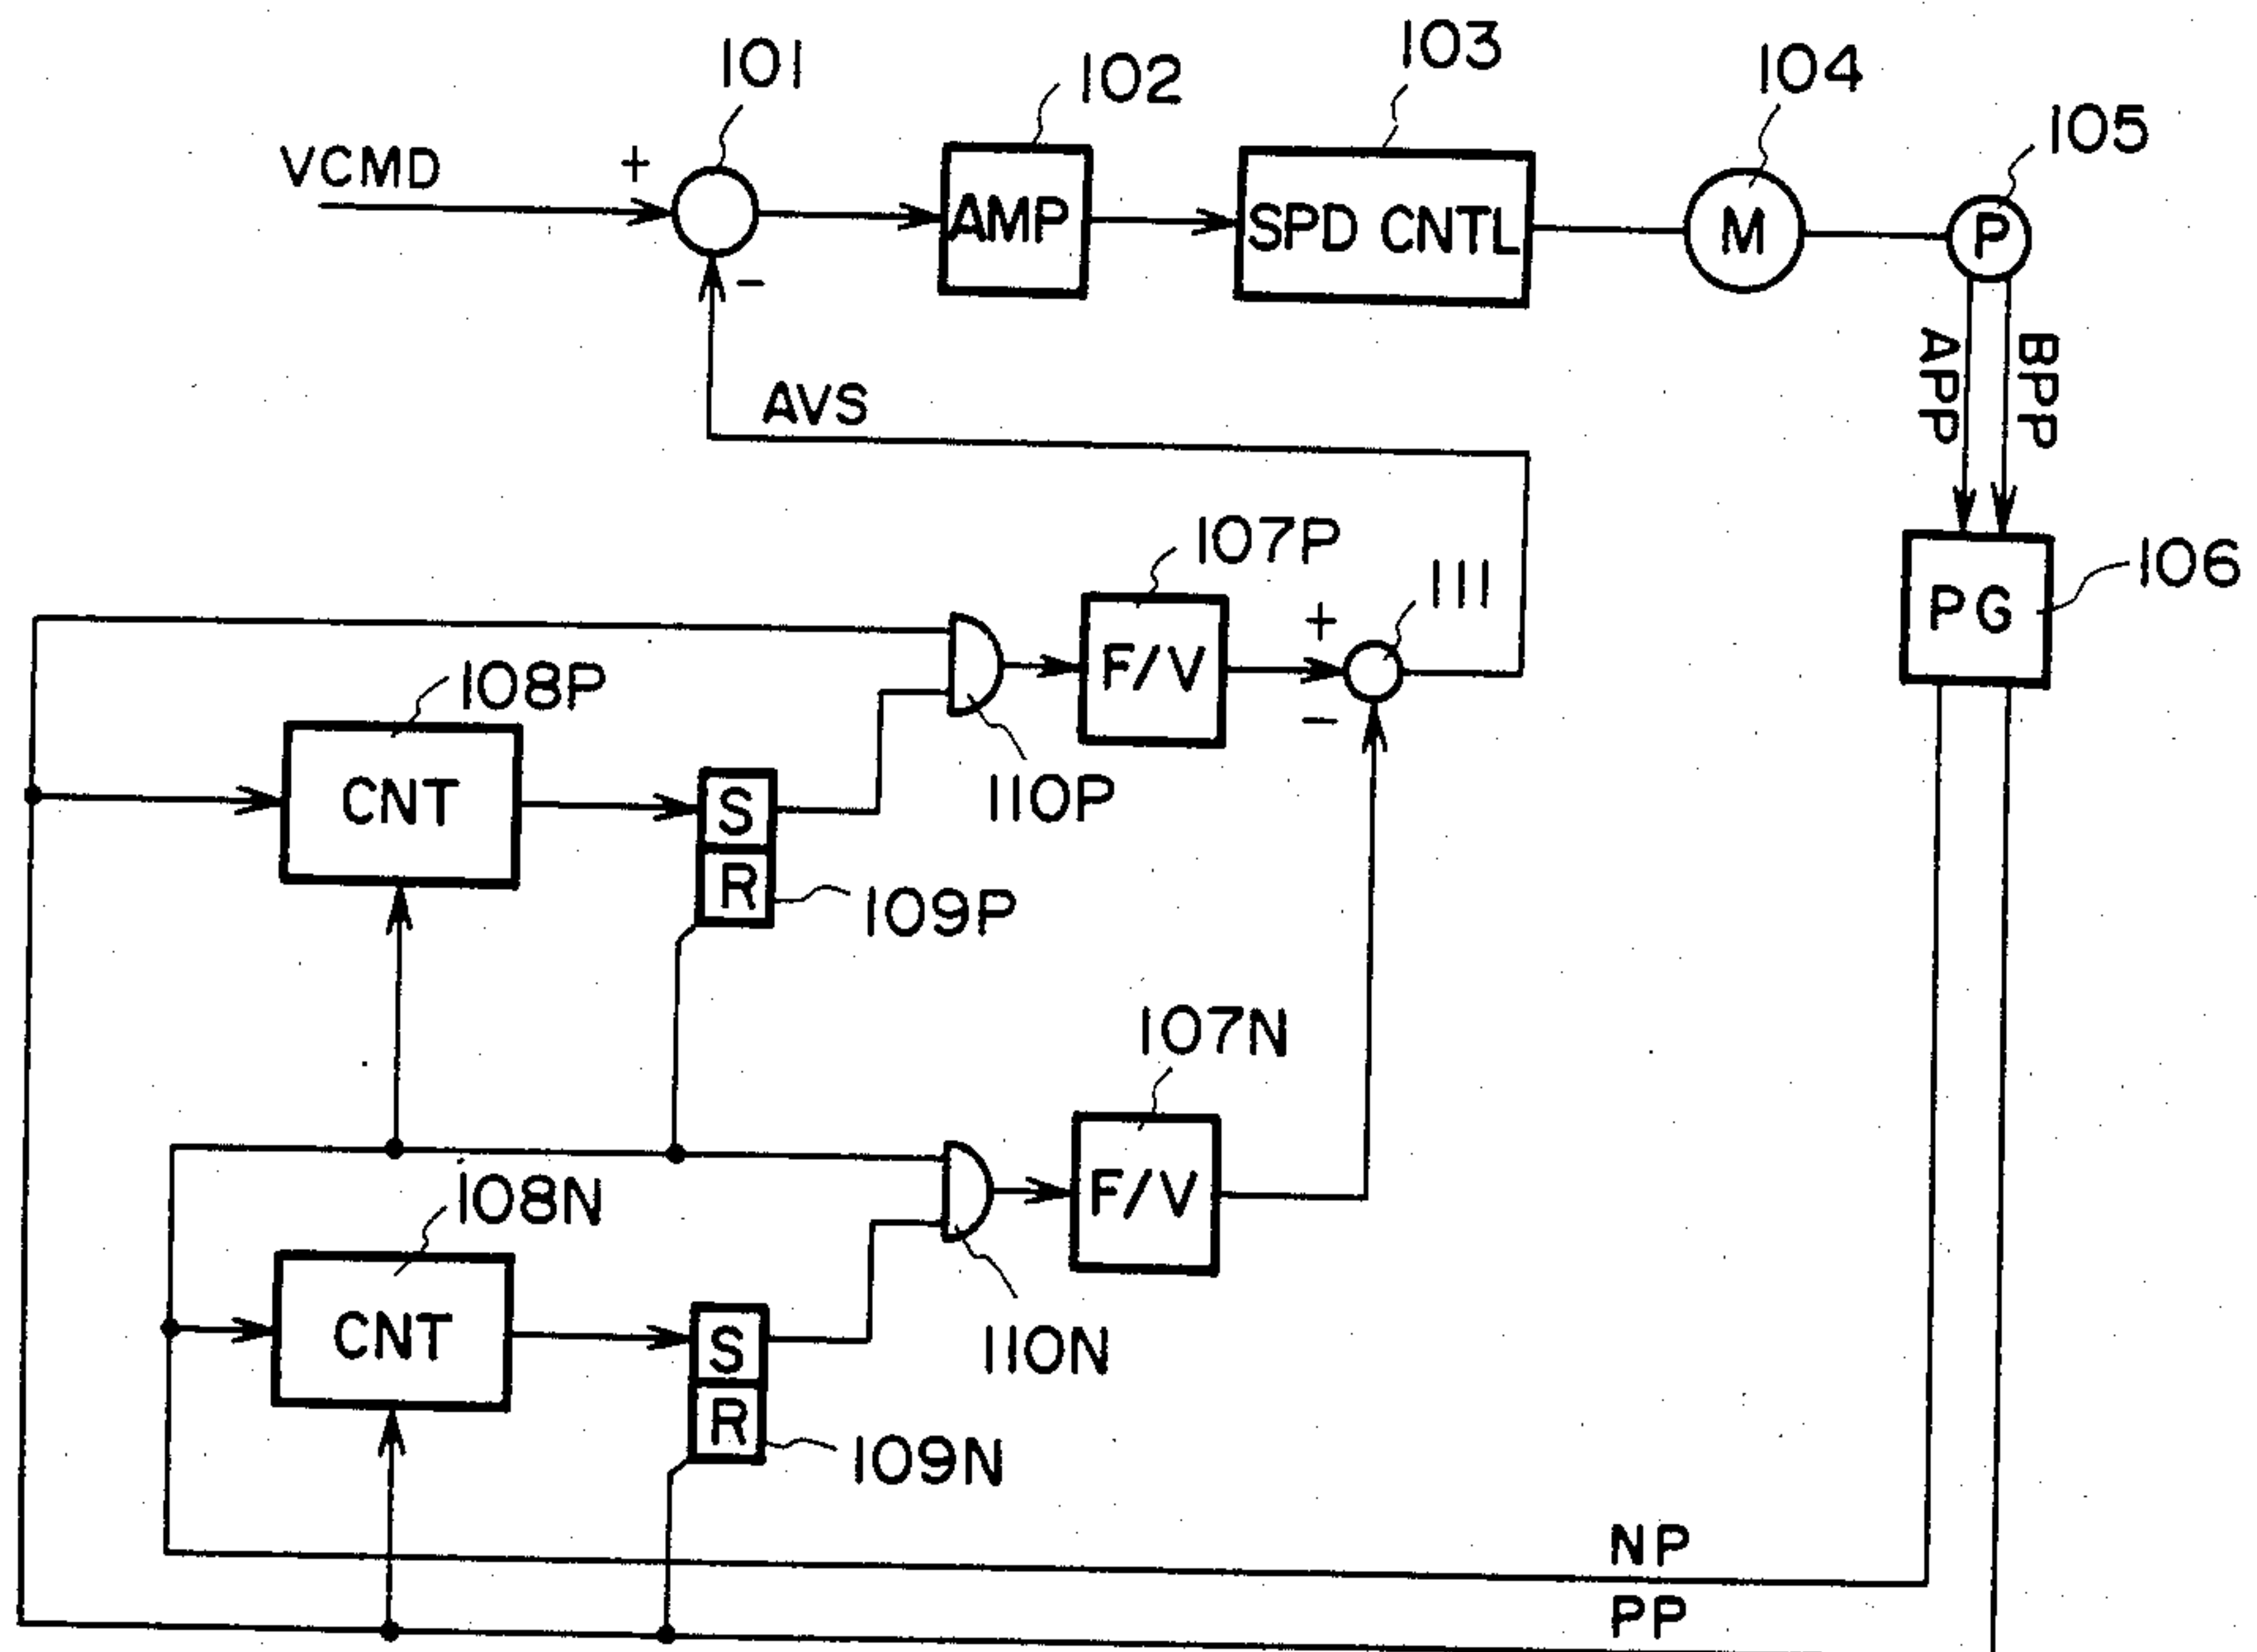 101
102
103
104
105
VCMD
+
AMP
SPD CNTL
M
P
-
APP
BPP
AVS
107P
111
106
PG
+
F/V
-
108P
110P
CNT
S
R
109P
107N
F/V
108N
110N
CNT
S
R
109N
NP
PP